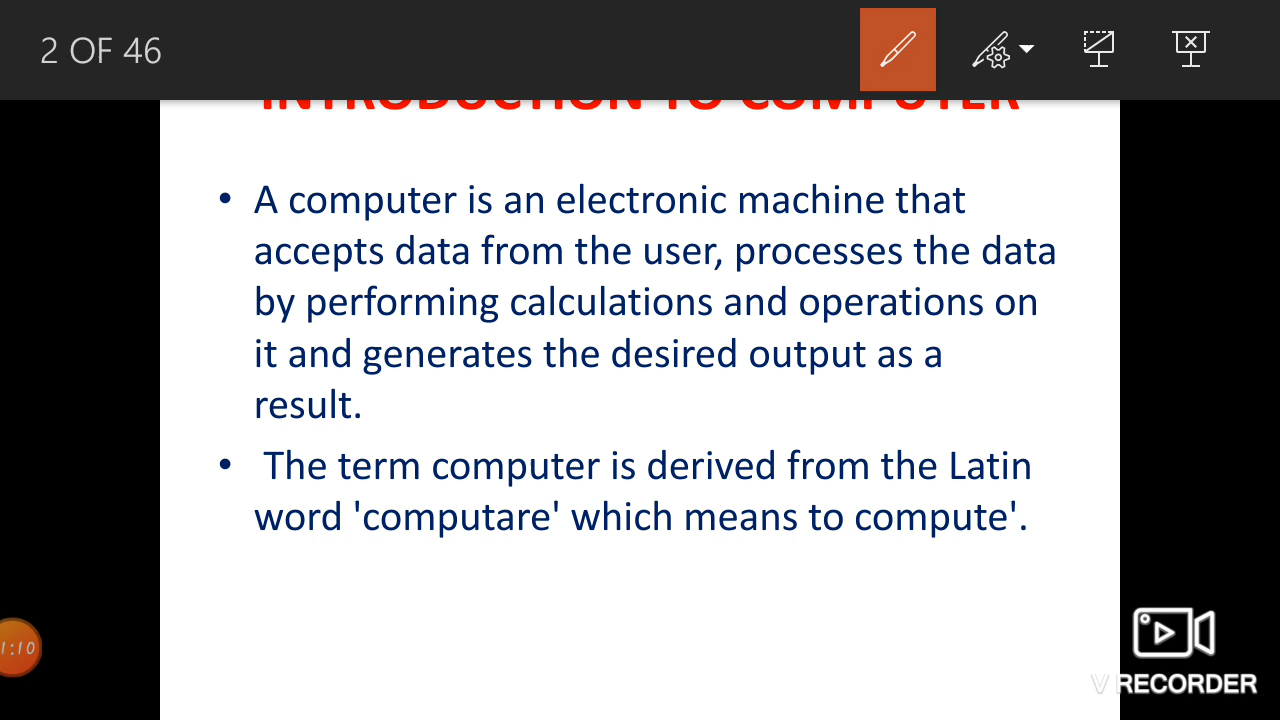 2 OF 46
INTRODUCTION TO COMPUTER
• A computer is an electronic machine that
accepts data from the user, processes the data
by performing calculations and operations on
it and generates the desired output as a
result.
• The term computer is derived from the Latin
word 'computare' which means to compute'.
1:10
V RECORDER